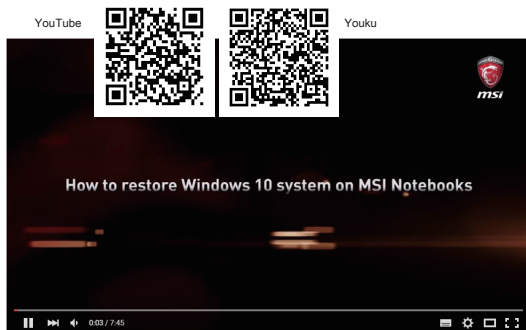 YouTube
Youku
msi
How to restore Windows 10 system on MSI Notebooks
0:03 / 7:45